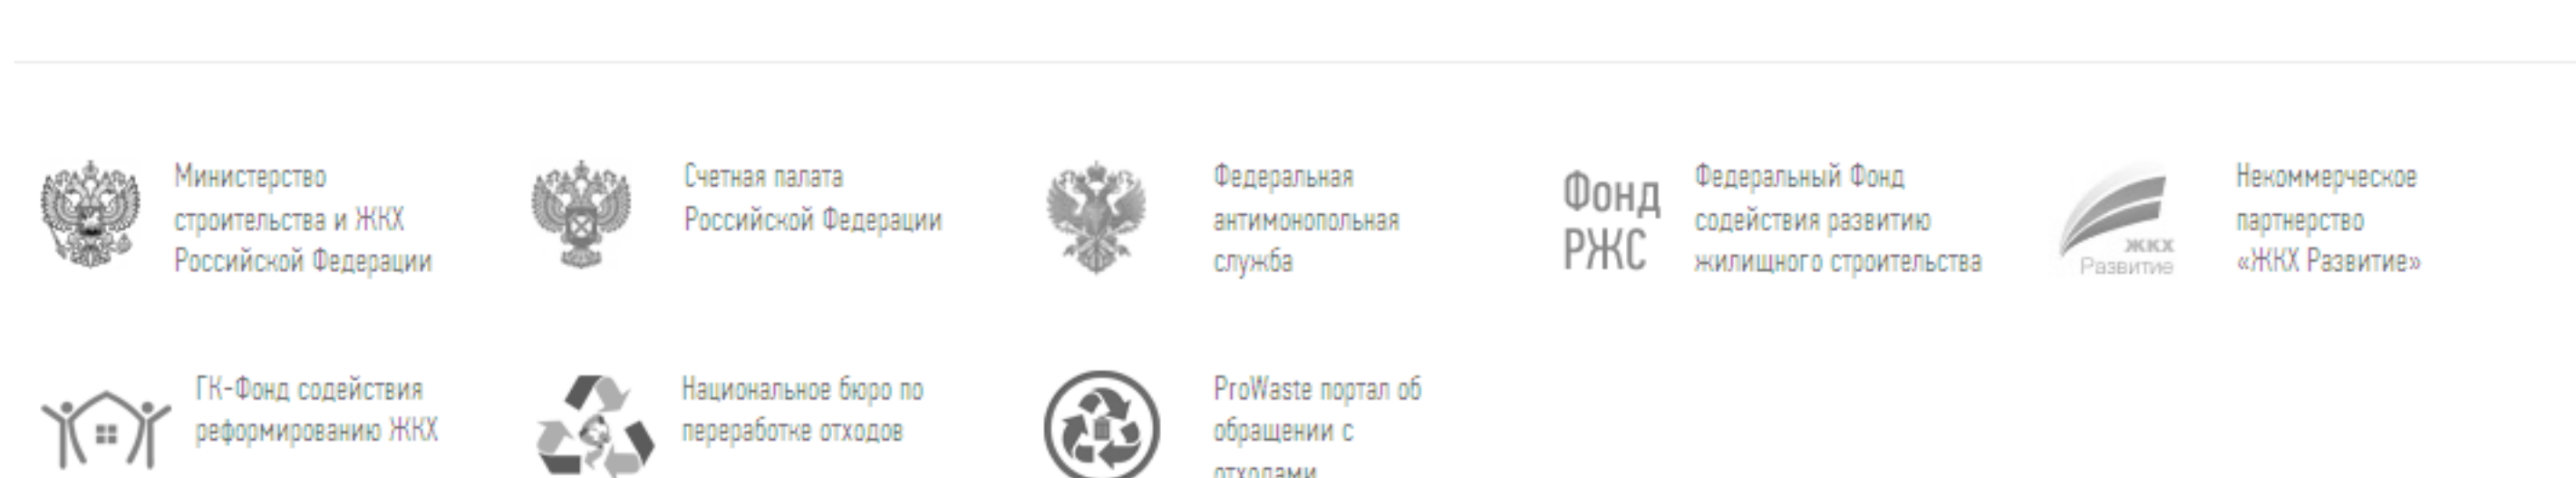 Министерство
строительства и ЖКХ
Российской Федерации
Счетная палата
Российской Федерации
Федеральная
антимонопольная
служба
Фонд
РЖС
Федеральный Фонд
содействия развитию
жилищного строительства
ЖКХ
Развитие
Некоммерческое
партнерство
«ЖКХ Развитие»
ГК-Фонд содействия
реформированию ЖКХ
Национальное бюро по
переработке отходов
ProWaste портал об
обращении с
отходами